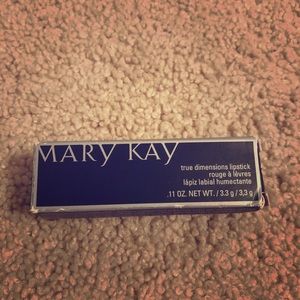 MARY KAY
true dimensions lipstick
rouge à lèvres
lápiz labial humectante
.11 OZ. NET WT. / 3.3 g / 3,3 g